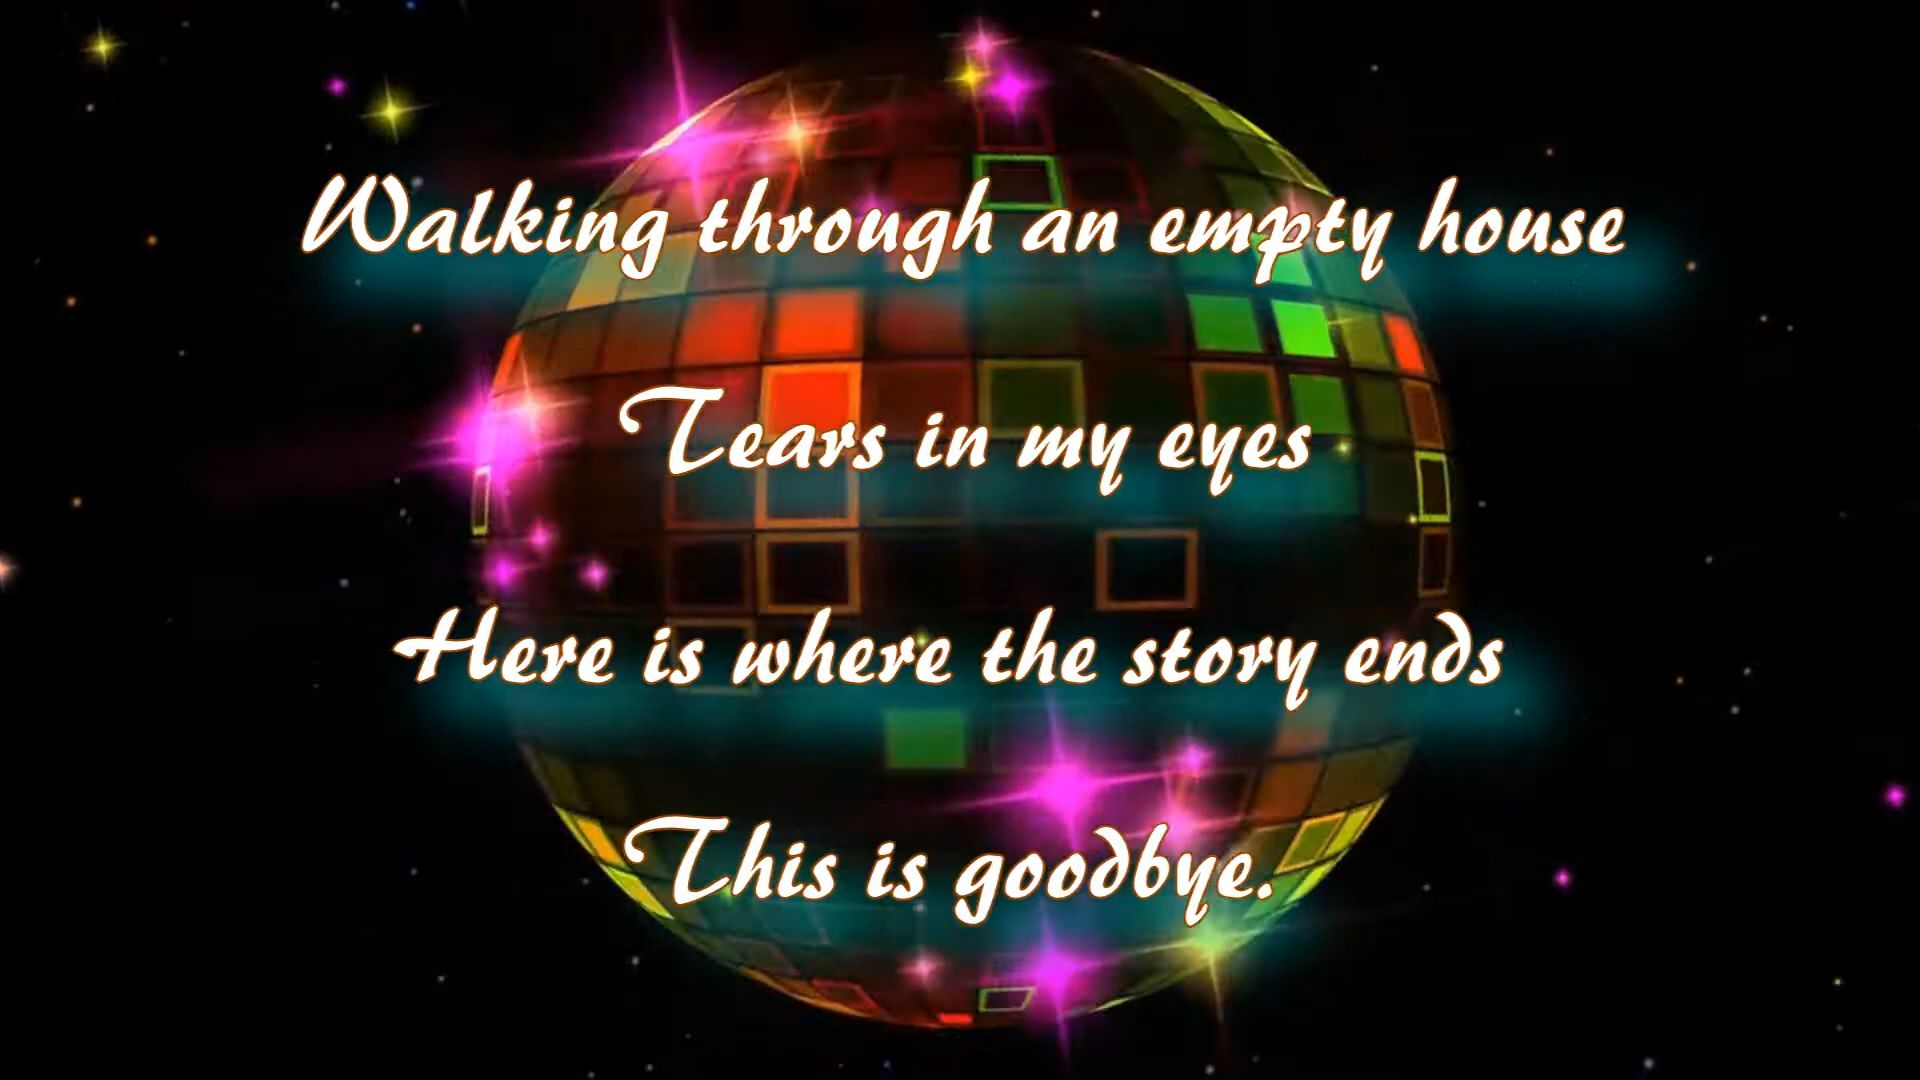 Walking through an empty house
Tears in my eyes
Here is where the story ends
This is goodbye.